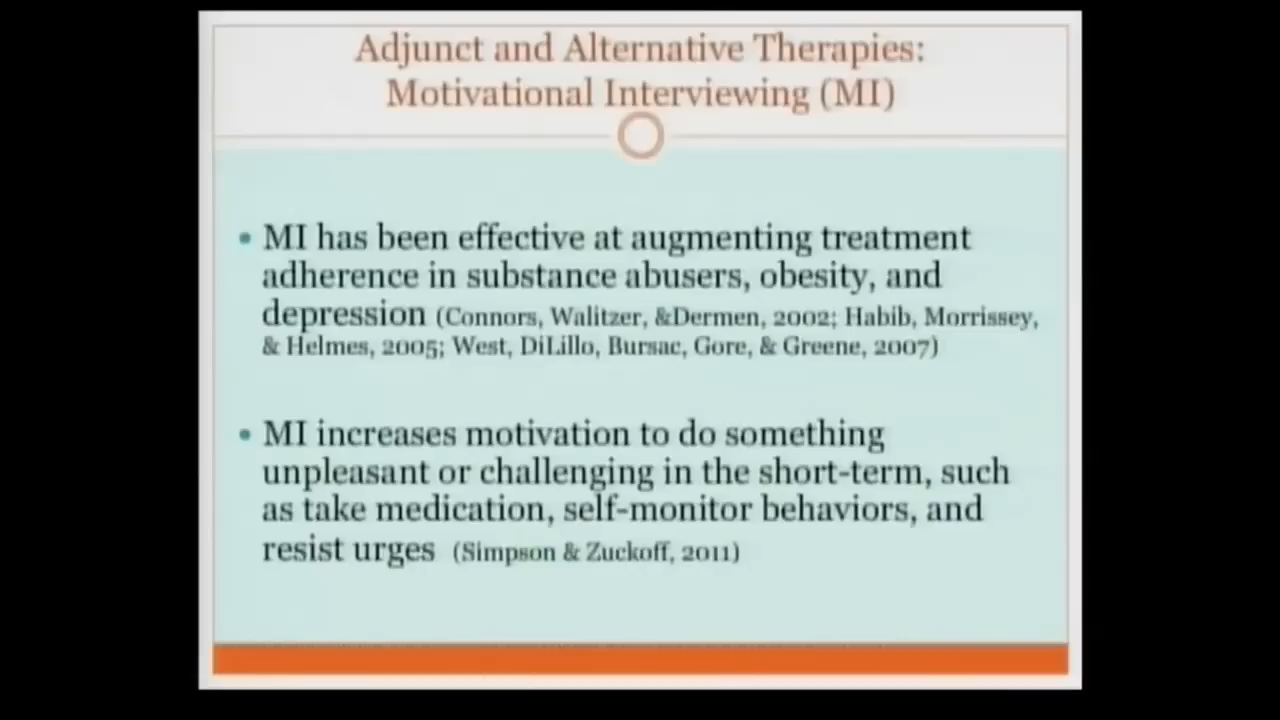 Adjunct and Alternative Therapies:
Motivational Interviewing (MI)
• MI has been effective at augmenting treatment
adherence in substance abusers, obesity, and
depression (Connors, Walitzer, &Dermen, 2002; Habib, Morrissey,
& Helmes, 2005; West, DiLillo, Bursac, Gore, & Greene, 2007)
• MI increases motivation to do something
unpleasant or challenging in the short-term, such
as take medication, self-monitor behaviors, and
resist urges (Simpson & Zuckoff, 2011)